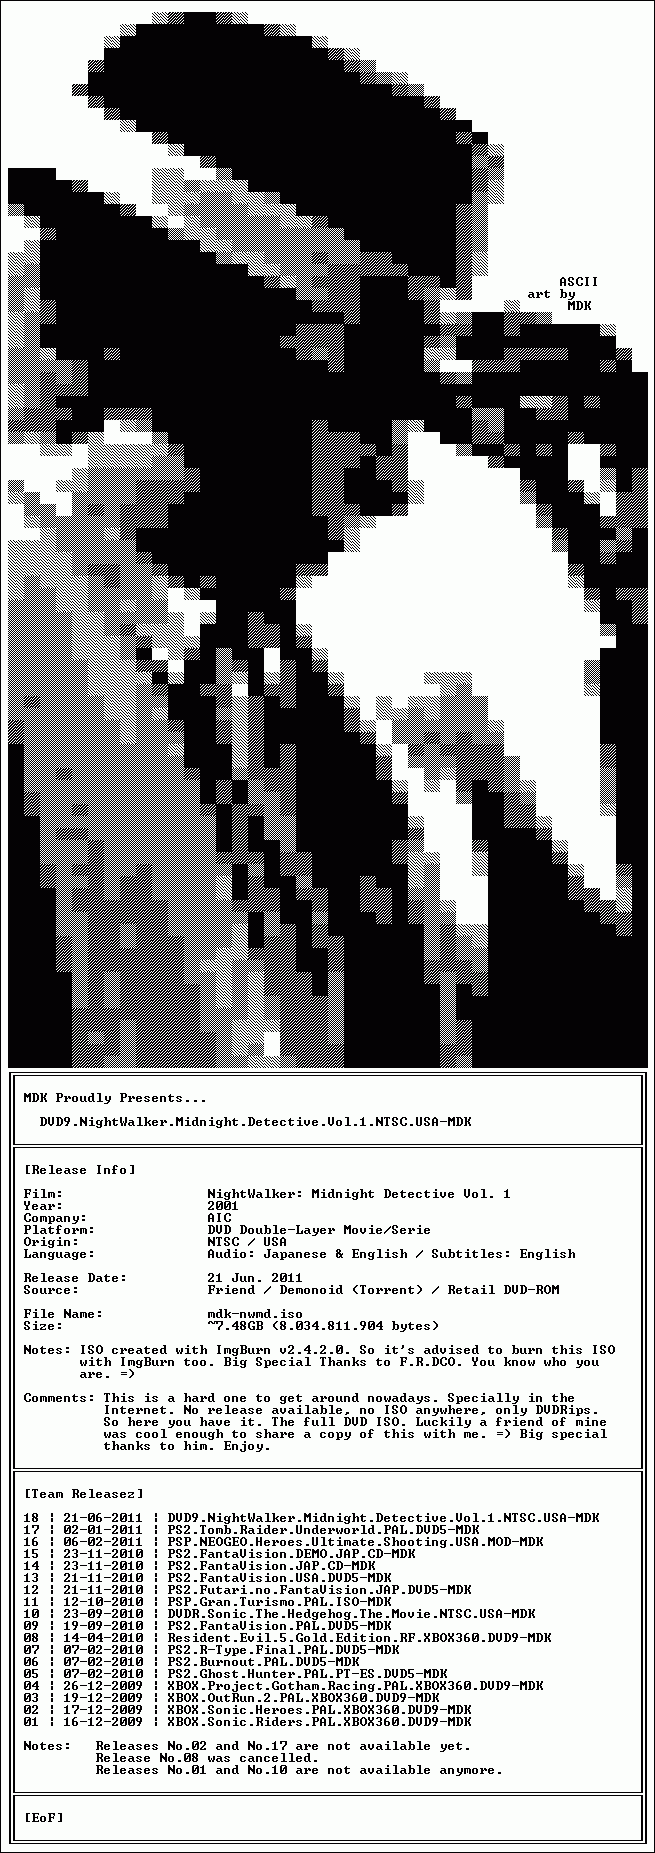 ASCII
art by
MDK
MDK Proudly Presents...
DVD9.NightWalker.Midnight.Detective.Vol.1.NTSC.USA-MDK
[Release Info]
Film: NightWalker: Midnight Detective Vol. 1
Year: 2001
Company: AIC
Platform: DVD Double-Layer Movie/Serie
Origin: NTSC / USA
Language: Audio: Japanese & English / Subtitles: English
Release Date: 21 Jun. 2011
Source: Friend / Demonoid (Torrent) / Retail DVD-ROM
File Name: mdk-nwmd.iso
Size: ~7.48GB (8.034.811.904 bytes)
Notes: ISO created with ImgBurn v2.4.2.0. So it's advised to burn this ISO
with ImgBurn too. Big Special Thanks to F.R.DCO. You know who you
are. =)
Comments: This is a hard one to get around nowadays. Specially in the
Internet. No release available, no ISO anywhere, only DVDRips.
So here you have it. The full DVD ISO. Luckily a friend of mine
was cool enough to share a copy of this with me. =) Big special
thanks to him. Enjoy.
[Team Releasez]
18 ¦ 21-06-2011 ¦ DVD9.NightWalker.Midnight.Detective.Vol.1.NTSC.USA-MDK
17 ¦ 02-01-2011 ¦ PS2.Tomb.Raider.Underworld.PAL.DVD5-MDK
16 ¦ 06-02-2011 ¦ PSP.NEOGEO.Heroes.Ultimate.Shooting.USA.MOD-MDK
15 ¦ 23-11-2010 ¦ PS2.FantaVision.DEMO.JAP.CD-MDK
14 ¦ 23-11-2010 ¦ PS2.FantaVision.JAP.CD-MDK
13 ¦ 21-11-2010 ¦ PS2.FantaVision.USA.DVD5-MDK
12 ¦ 21-11-2010 ¦ PS2.Futari.no.FantaVision.JAP.DVD5-MDK
11 ¦ 12-10-2010 ¦ PSP.Gran.Turismo.PAL.ISO-MDK
10 ¦ 23-09-2010 ¦ DVDR.Sonic.The.Hedgehog.The.Movie.NTSC.USA-MDK
09 ¦ 19-09-2010 ¦ PS2.FantaVision.PAL.DVD5-MDK
08 ¦ 14-04-2010 ¦ Resident.Evil.5.Gold.Edition.RF.XBOX360.DVD9-MDK
07 ¦ 07-02-2010 ¦ PS2.R-Type.Final.PAL.DVD5-MDK
06 ¦ 07-02-2010 ¦ PS2.Burnout.PAL.DVD5-MDK
05 ¦ 07-02-2010 ¦ PS2.Ghost.Hunter.PAL.PT-ES.DVD5-MDK
04 ¦ 26-12-2009 ¦ XBOX.Project.Gotham.Racing.PAL.XBOX360.DVD9-MDK
03 ¦ 19-12-2009 ¦ XBOX.OutRun.2.PAL.XBOX360.DVD9-MDK
02 ¦ 17-12-2009 ¦ XBOX.Sonic.Heroes.PAL.XBOX360.DVD9-MDK
01 ¦ 16-12-2009 ¦ XBOX.Sonic.Riders.PAL.XBOX360.DVD9-MDK
Notes: Releases No.02 and No.17 are not available yet.
Release No.08 was cancelled.
Releases No.01 and No.10 are not available anymore.
[EoF]